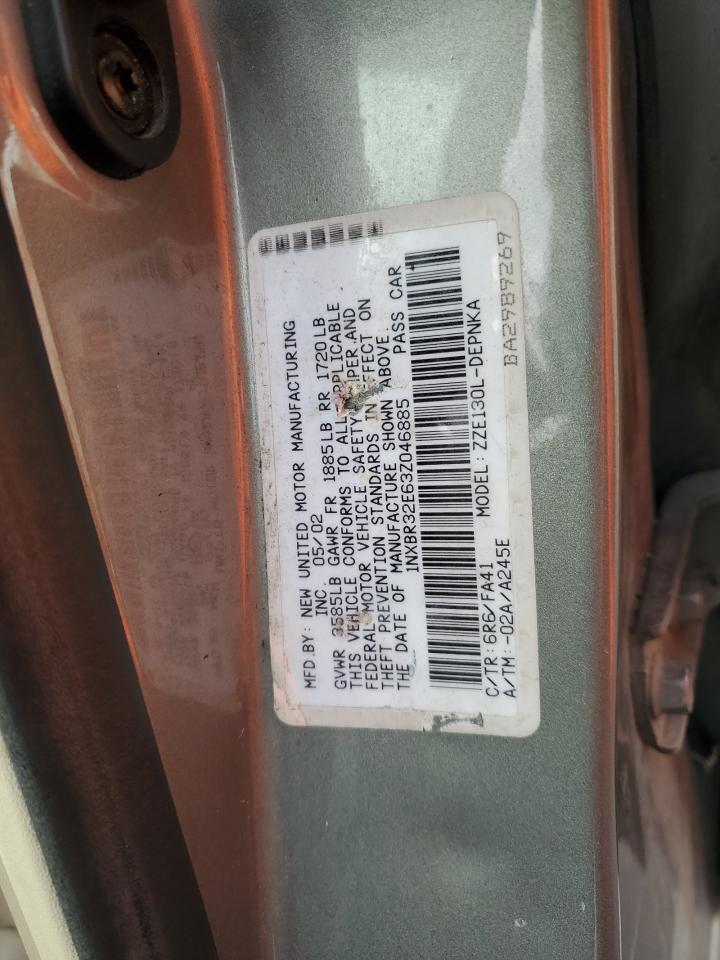 MFD.BY: NEW UNITED MOTOR MANUFACTURING
INC. 05/02
GVWR 3585LB GAWR FR 1885LB RR 1720LB
THIS VEHICLE CONFORMS TO ALL APPLICABLE
FEDERAL MOTOR VEHICLE SAFETY, AND
THEFT PREVENTION STANDARDS IN EFFECT ON
THE DATE OF MANUFACTURE SHOWN ABOVE.
1NXBR32E63Z046885 PASS CAR
C/TR: 6R6/FA41 MODEL: ZZE130L-DEPNKA
A/TM: -02A/A245E
BA2989269